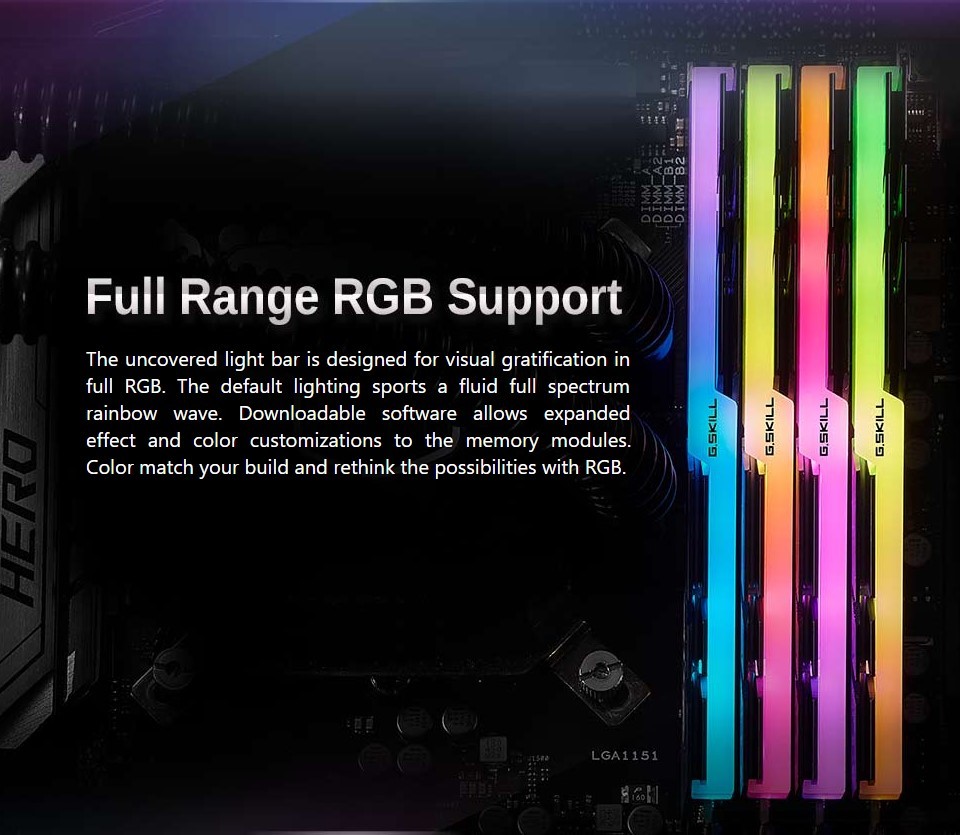 Full Range RGB Support
The uncovered light bar is designed for visual gratification in
full RGB. The default lighting sports a fluid full spectrum
rainbow wave. Downloadable software allows expanded
effect and color customizations to the memory modules.
Color match your build and rethink the possibilities with RGB.
DIMM_A1
DIMM_A2
DIMM_B1
DIMM_B2
G.SKILL
G.SKILL
G.SKILL
G.SKILL
HERO
LGA1151